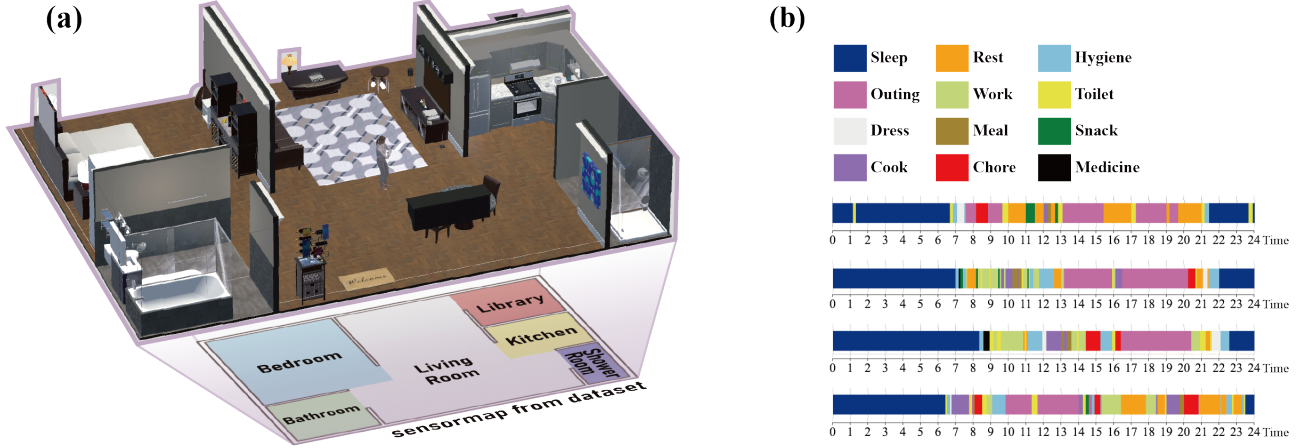 (a)
Welcome
Bedroom
Bathroom
Living
Room
Library
Kitchen
Shower
Room
sensormap from dataset
(b)
Sleep Rest Hygiene
Outing Work Toilet
Dress Meal Snack
Cook Chore Medicine
0 1 2 3 4 5 6 7 8 9 10 11 12 13 14 15 16 17 18 19 20 21 22 23 24 Time
0 1 2 3 4 5 6 7 8 9 10 11 12 13 14 15 16 17 18 19 20 21 22 23 24 Time
0 1 2 3 4 5 6 7 8 9 10 11 12 13 14 15 16 17 18 19 20 21 22 23 24 Time
0 1 2 3 4 5 6 7 8 9 10 11 12 13 14 15 16 17 18 19 20 21 22 23 24 Time